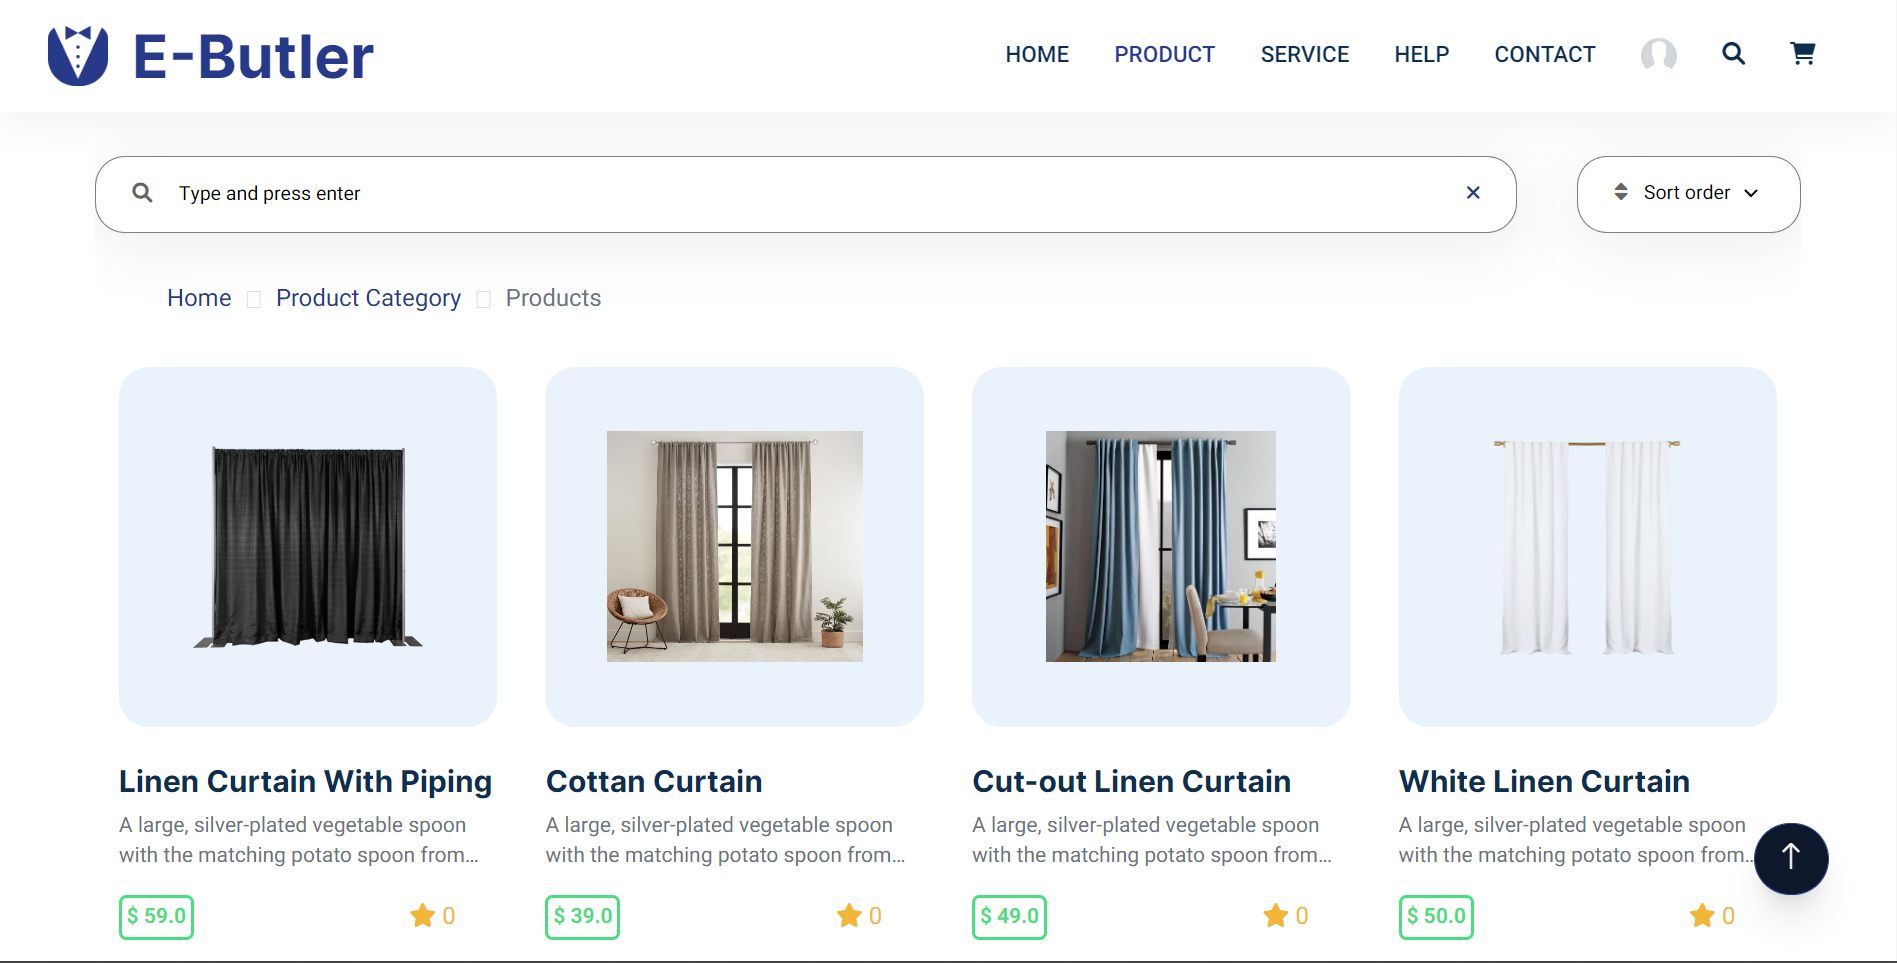 E-Butler
HOME PRODUCT SERVICE HELP CONTACT
Type and press enter
Sort order
Home Product Category Products
Linen Curtain With Piping
A large, silver-plated vegetable spoon
with the matching potato spoon from...
$ 59.0 0
Cottan Curtain
A large, silver-plated vegetable spoon
with the matching potato spoon from...
$ 39.0 0
Cut-out Linen Curtain
A large, silver-plated vegetable spoon
with the matching potato spoon from...
$ 49.0 0
White Linen Curtain
A large, silver-plated vegetable spoon
with the matching potato spoon from...
$ 50.0 0